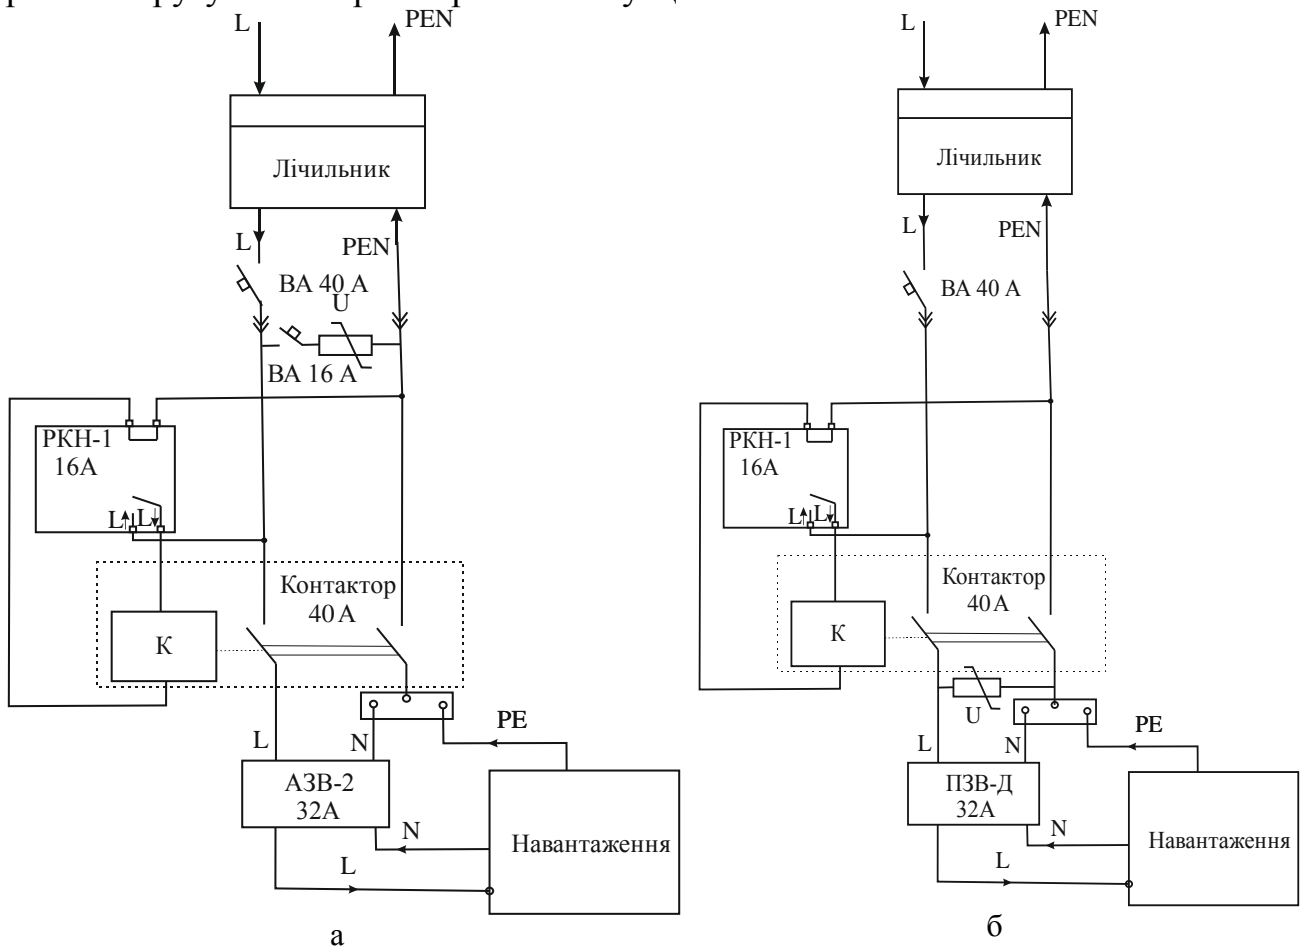 L
PEN
Лічильник
L
PEN
ВА 40 А
U
ВА 16 А
РКН-1
16А
L
L
Контактор
40 А
К
PE
L
N
АЗВ-2
32А
N
L
Навантаження
а
L
PEN
Лічильник
L
PEN
ВА 40 А
РКН-1
16А
L
L
Контактор
40 А
К
U
PE
L
N
ПЗВ-Д
32А
N
L
Навантаження
б